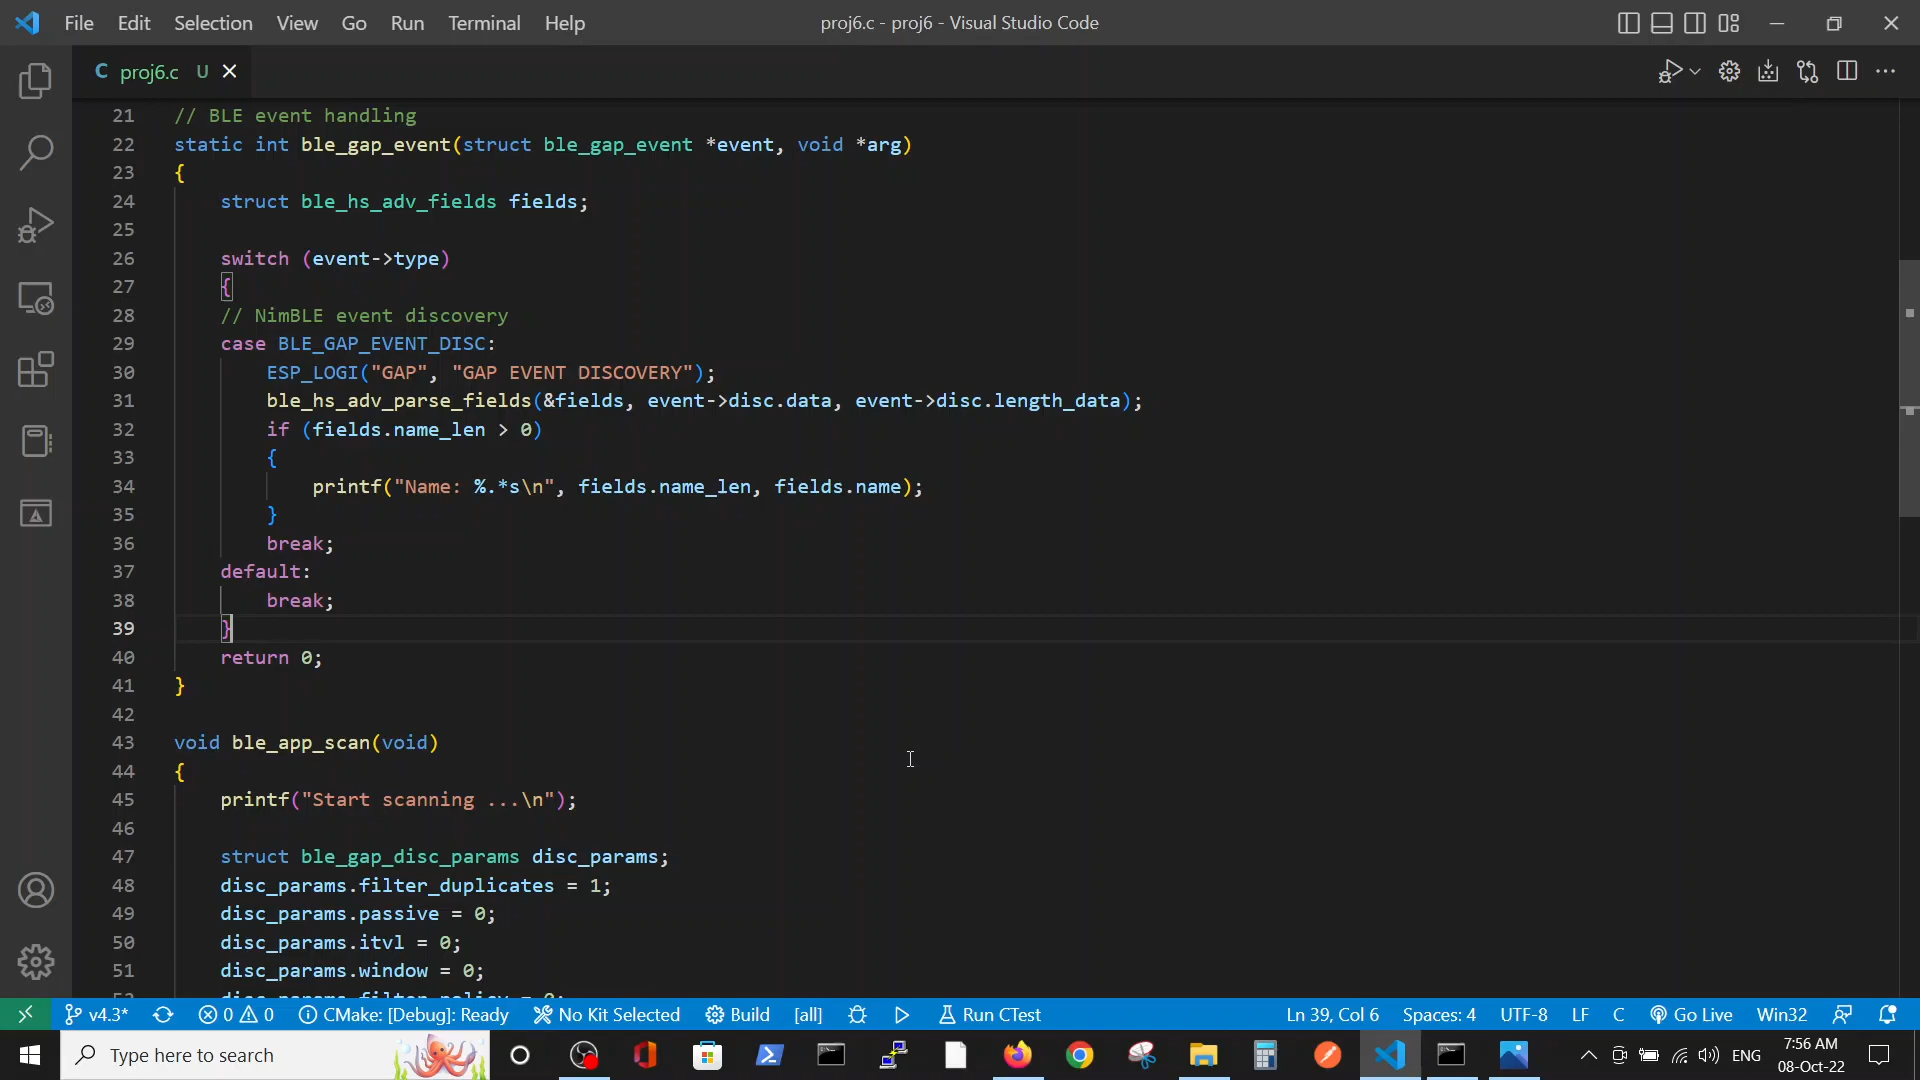 File Edit Selection View Go Run Terminal Help
proj6.c - proj6 - Visual Studio Code
C proj6.c U
21 // BLE event handling
22 static int ble_gap_event(struct ble_gap_event *event, void *arg)
23 {
24 struct ble_hs_adv_fields fields;
25
26 switch (event->type)
27 {
28 // NimBLE event discovery
29 case BLE_GAP_EVENT_DISC:
30 ESP_LOGI("GAP", "GAP EVENT DISCOVERY");
31 ble_hs_adv_parse_fields(&fields, event->disc.data, event->disc.length_data);
32 if (fields.name_len > 0)
33 {
34 printf("Name: %.*s\n", fields.name_len, fields.name);
35 }
36 break;
37 default:
38 break;
39 }
40 return 0;
41 }
42
43 void ble_app_scan(void)
44 {
45 printf("Start scanning ...\n");
46
47 struct ble_gap_disc_params disc_params;
48 disc_params.filter_duplicates = 1;
49 disc_params.passive = 0;
50 disc_params.itvl = 0;
51 disc_params.window = 0;
52 disc_params.filter_policy = 0;
v4.3* 0 0 CMake: [Debug]: Ready No Kit Selected Build [all] Run CTest Ln 39, Col 6 Spaces: 4 UTF-8 LF C Go Live Win32
Type here to search
ENG
7:56 AM
08-Oct-22